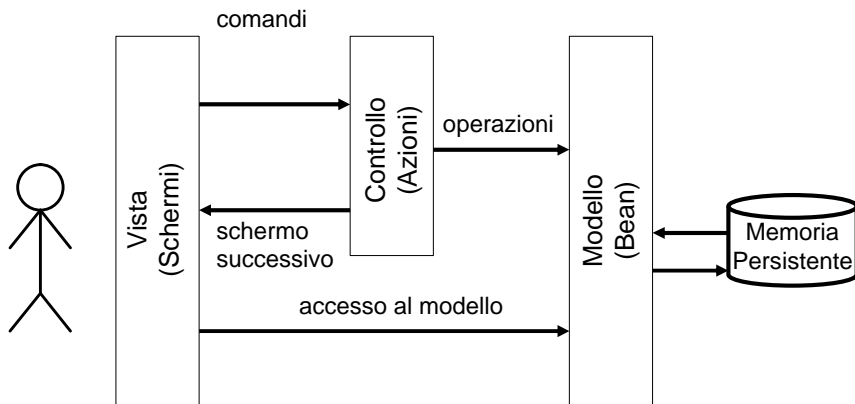 comandi
Vista
(Schermi)
Controllo
(Azioni)
operazioni
Modello
(Bean)
schermo
successivo
Memoria
Persistente
accesso al modello